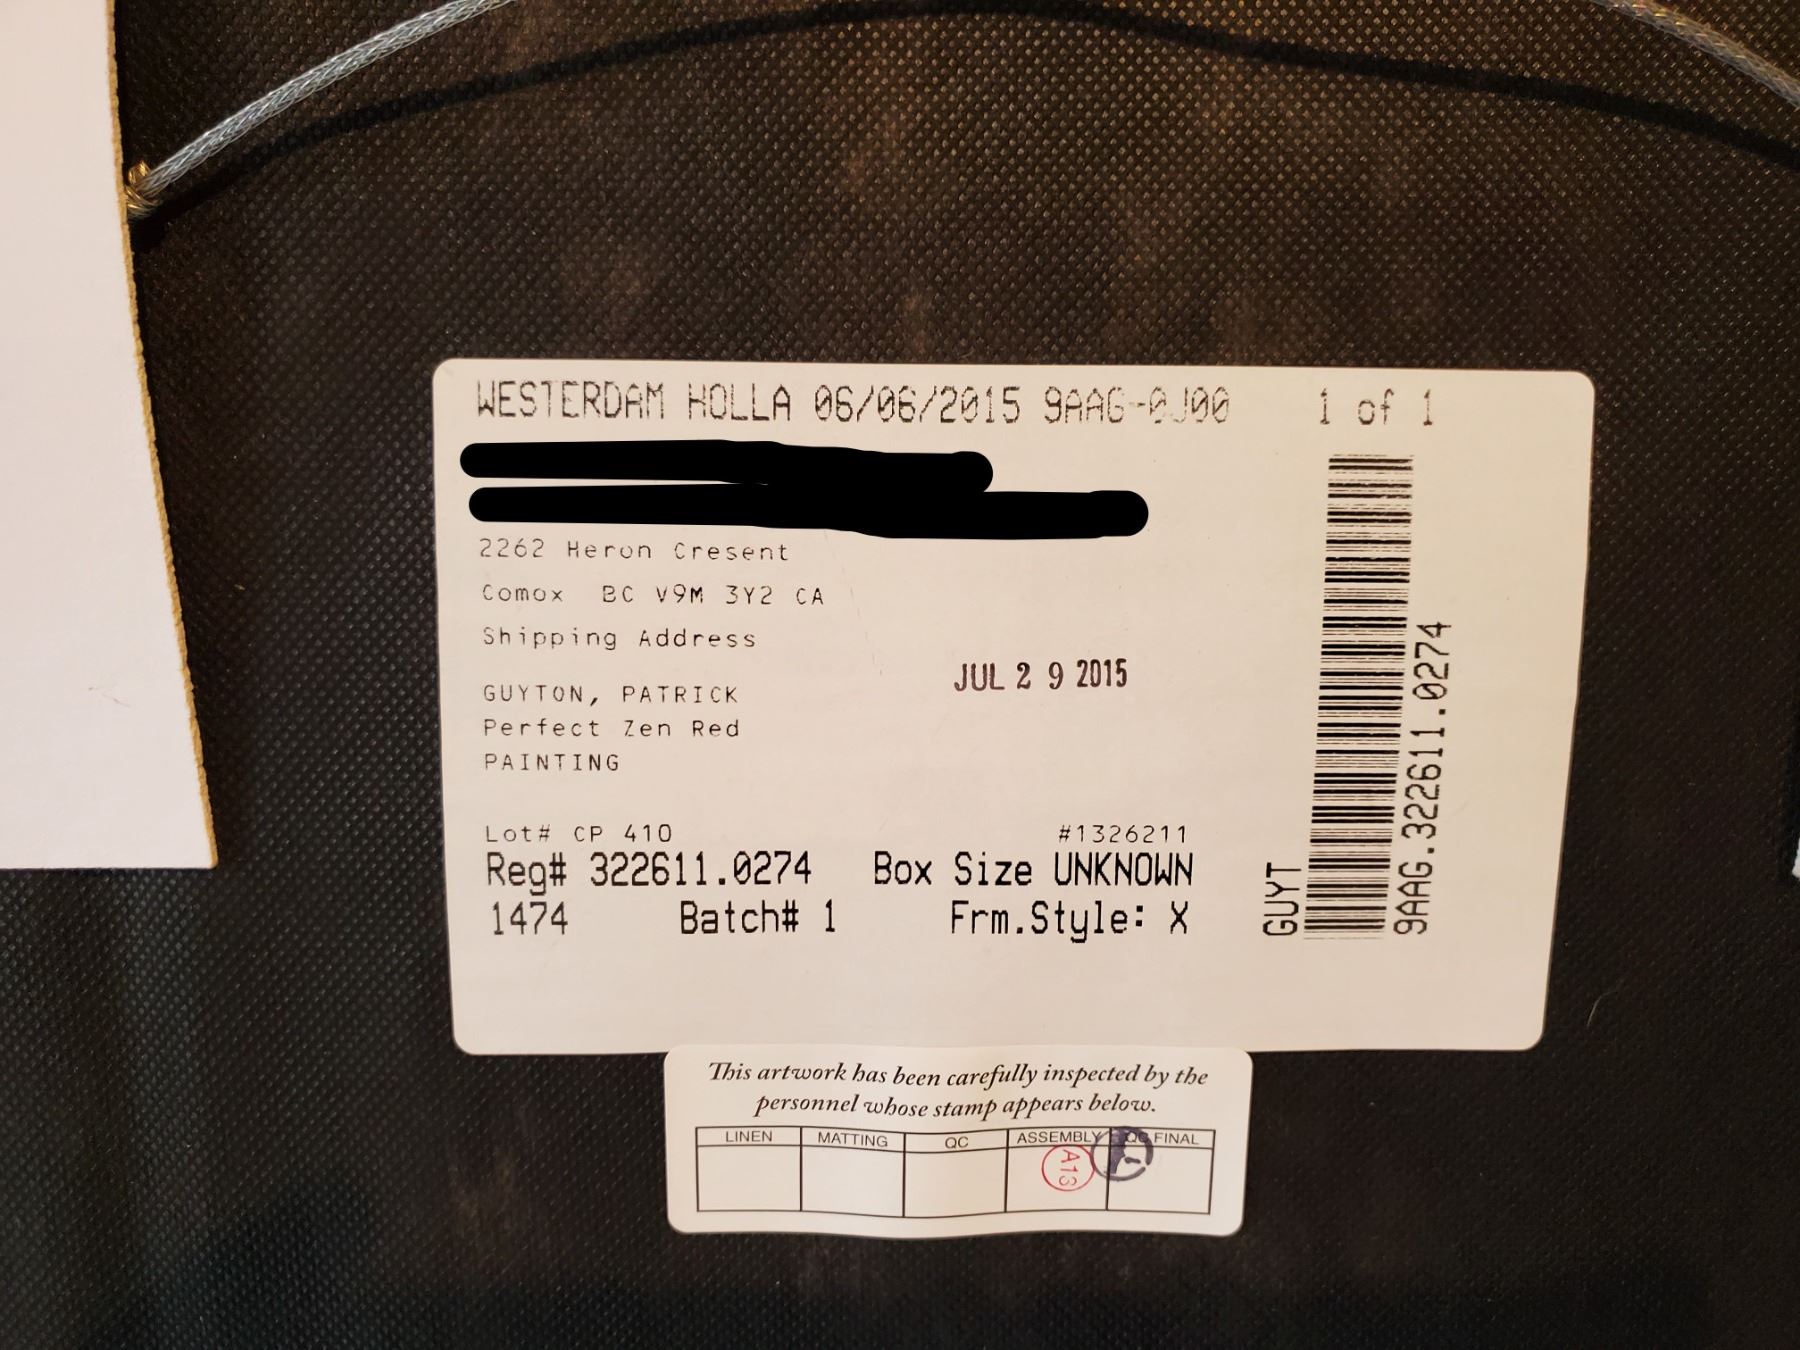 WESTERDAM HOLLA 06/06/2015 9AAG-0J00 1 of 1
2262 Heron Cresent
Comox BC V9M 3Y2 CA
Shipping Address
JUL 29 2015
GUYTON, PATRICK
Perfect Zen Red
PAINTING
Lot# CP 410 #1326211
Reg# 322611.0274 Box Size UNKNOWN
1474 Batch# 1 Frm.Style: X
GUYT
9AAG.322611.0274
This artwork has been carefully inspected by the
personnel whose stamp appears below.
LINEN MATTING QC ASSEMBLY QC FINAL
A13